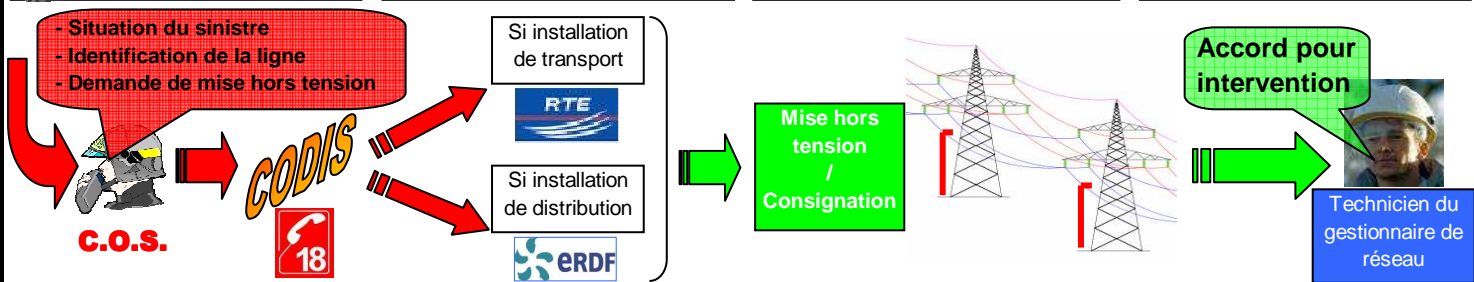 - Situation du sinistre
- Identification de la ligne
- Demande de mise hors tension
C.O.S.
CODIS
18
Si installation
de transport
RTE
Si installation
de distribution
eRDF
Mise hors
tension
/
Consignation
Accord pour
intervention
Technicien du
gestionnaire de
réseau